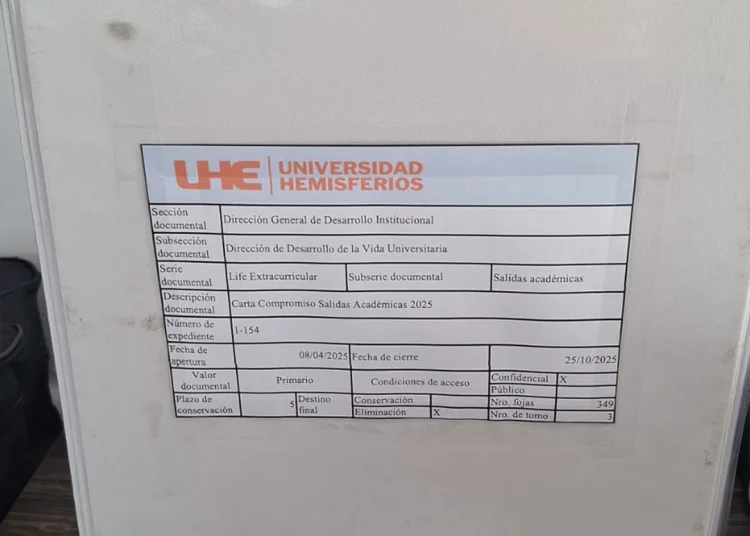 UHE UNIVERSIDAD
HEMISFERIOS
Sección documental Dirección General de Desarrollo Institucional
Subsección documental Dirección de Desarrollo de la Vida Universitaria
Serie documental Life Extracurricular Subserie documental Salidas académicas
Descripción documental Carta Compromiso Salidas Académicas 2025
Número de expediente 1-154
Fecha de apertura 08/04/2025 Fecha de cierre 25/10/2025
Valor documental Primario Condiciones de acceso Confidencial X
Público
Plazo de conservación 5 Destino final Conservación Nro. fojas 349
Eliminación X Nro. de tomo 3